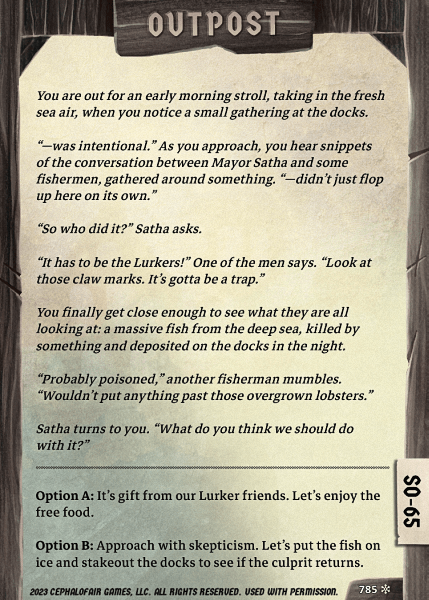 OUTPOST
You are out for an early morning stroll, taking in the fresh
sea air, when you notice a small gathering at the docks.
“—was intentional.” As you approach, you hear snippets
of the conversation between Mayor Satha and some
fishermen, gathered around something. “—didn’t just flop
up here on its own.”
“So who did it?” Satha asks.
“It has to be the Lurkers!” One of the men says. “Look at
those claw marks. It’s gotta be a trap.”
You finally get close enough to see what they are all
looking at: a massive fish from the deep sea, killed by
something and deposited on the docks in the night.
“Probably poisoned,” another fisherman mumbles.
“Wouldn’t put anything past those overgrown lobsters.”
Satha turns to you. “What do you think we should do
with it?”
Option A: It’s gift from our Lurker friends. Let’s enjoy the
free food.
Option B: Approach with skepticism. Let’s put the fish on
ice and stakeout the docks to see if the culprit returns.
SO-65
2023 CEPHALOFAIR GAMES, LLC. ALL RIGHTS RESERVED. USED WITH PERMISSION.
785